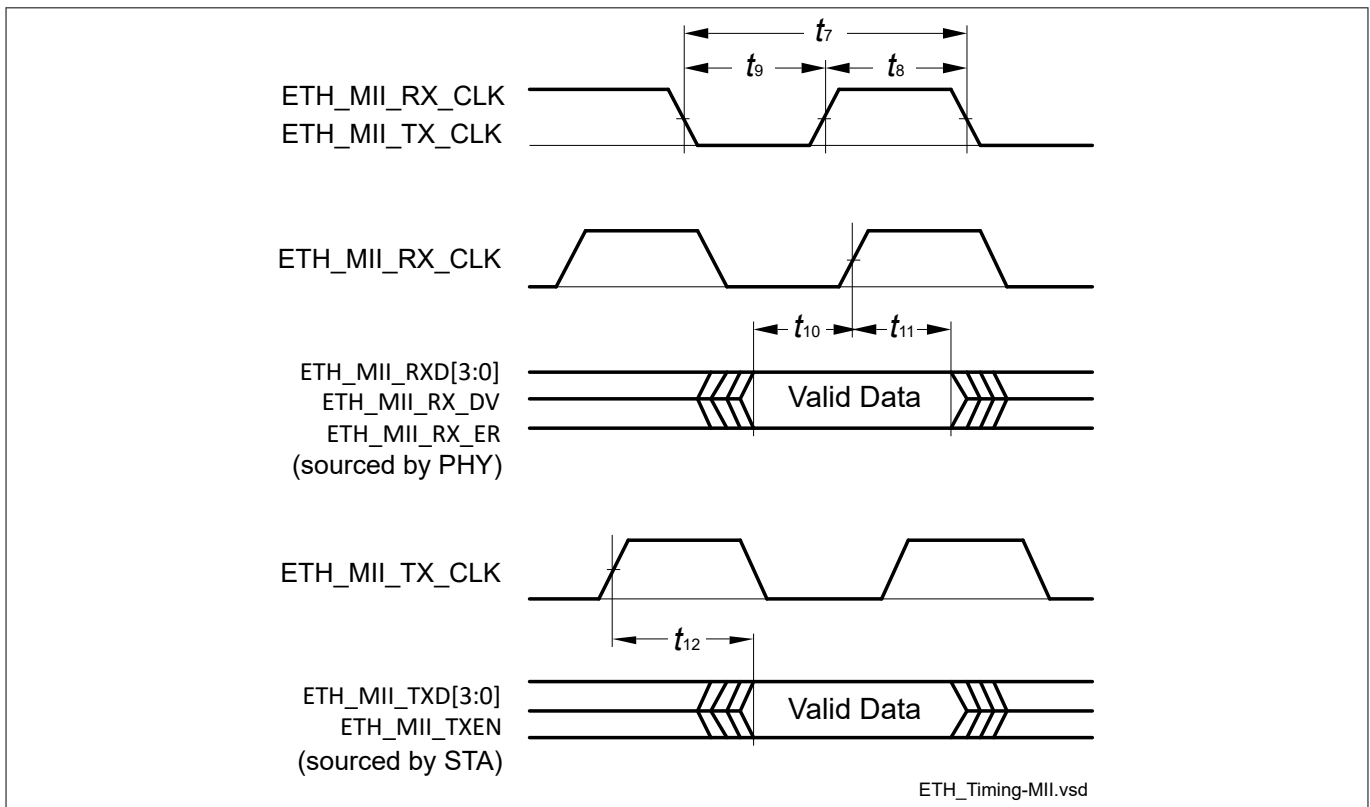 t7
t9
t8
ETH_MII_RX_CLK
ETH_MII_TX_CLK
ETH_MII_RX_CLK
t10
t11
ETH_MII_RXD[3:0]
ETH_MII_RX_DV
Valid Data
ETH_MII_RX_ER
(sourced by PHY)
ETH_MII_TX_CLK
t12
ETH_MII_TXD[3:0]
Valid Data
ETH_MII_TXEN
(sourced by STA)
ETH_Timing-MII.vsd